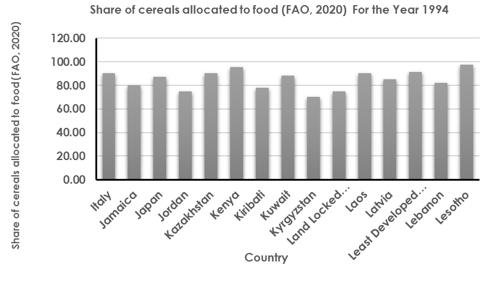 Share of cereals allocated to food (FAO, 2020)  For the Year 1994
Share of cereals allocated to food (FAO, 2020)
120.00
100.00
80.00
60.00
40.00
20.00
0.00
Italy
Jamaica
Japan
Jordan
Kazakhstan
Kenya
Kiribati
Kuwait
Kyrgyzstan
Land Locked...
Laos
Latvia
Least Developed...
Lebanon
Lesotho
Country